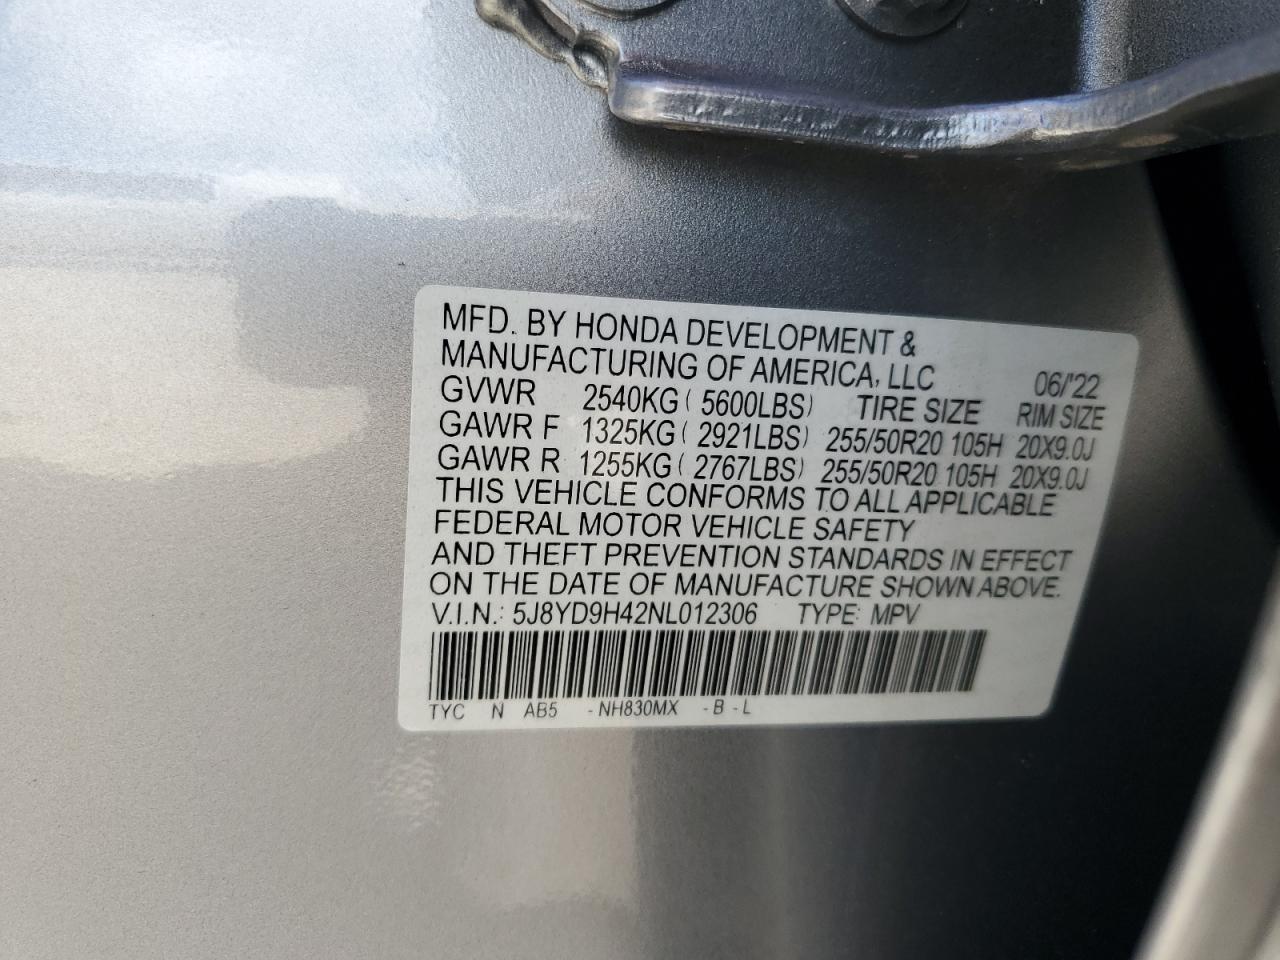 MFD. BY HONDA DEVELOPMENT &
MANUFACTURING OF AMERICA, LLC 06/'22
GVWR 2540KG ( 5600LBS) TIRE SIZE RIM SIZE
GAWR F 1325KG ( 2921LBS) 255/50R20 105H 20X9.0J
GAWR R 1255KG ( 2767LBS) 255/50R20 105H 20X9.0J
THIS VEHICLE CONFORMS TO ALL APPLICABLE
FEDERAL MOTOR VEHICLE SAFETY
AND THEFT PREVENTION STANDARDS IN EFFECT
ON THE DATE OF MANUFACTURE SHOWN ABOVE.
V.I.N.: 5J8YD9H42NL012306 TYPE: MPV
TYC N AB5 - NH830MX - B - L